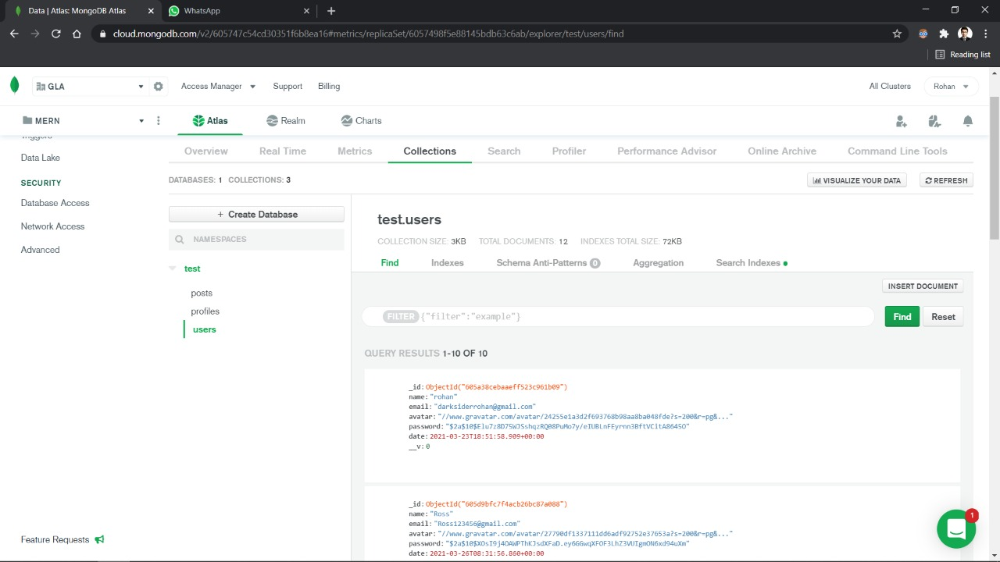 Data | Atlas: MongoDB Atlas
WhatsApp
cloud.mongodb.com/v2/605747c54cd30351f6b8ea16#metrics/replicaSet/6057498f5e88145bdb63c6ab/explorer/test/users/find
Reading list
GLA
Access Manager
Support
Billing
All Clusters
Rohan
MERN
Atlas
Realm
Charts
Triggers
Data Lake
SECURITY
Database Access
Network Access
Advanced
Feature Requests
Overview
Real Time
Metrics
Collections
Search
Profiler
Performance Advisor
Online Archive
Command Line Tools
DATABASES: 1 COLLECTIONS: 3
VISUALIZE YOUR DATA
REFRESH
+ Create Database
NAMESPACES
test
posts
profiles
users
test.users
COLLECTION SIZE: 3KB TOTAL DOCUMENTS: 12 INDEXES TOTAL SIZE: 72KB
Find
Indexes
Schema Anti-Patterns 0
Aggregation
Search Indexes
INSERT DOCUMENT
FILTER {"filter":"example"}
Find
Reset
QUERY RESULTS 1-10 OF 10
_id: ObjectId("605a38cebaaeff523c961b09")
name: "rohan"
email: "darksiderrohan@gmail.com"
avatar: "//www.gravatar.com/avatar/24255e1a3d2f693768b98aa8ba048fde?s=200&r=pg&..."
password: "$2a$10$Elu7z8D75WJSshqzRQ08PuMo7y/eIUBLnFEyrnn3BftVCitA8645O"
date: 2021-03-23T18:51:58.909+00:00
__v: 0
_id: ObjectId("605d9bfc7f4acb26bc87a088")
name: "Ross"
email: "Ross123456@gmail.com"
avatar: "//www.gravatar.com/avatar/27790df1337111dd6adf92752e37653a?s=200&r=pg&..."
password: "$2a$10$XOsI9j4OAWPThKJsdXFaD.ey6GGwqXFOF3LhZ3VUIgmON6xd94uXm"
date: 2021-03-26T08:31:56.860+00:00
1